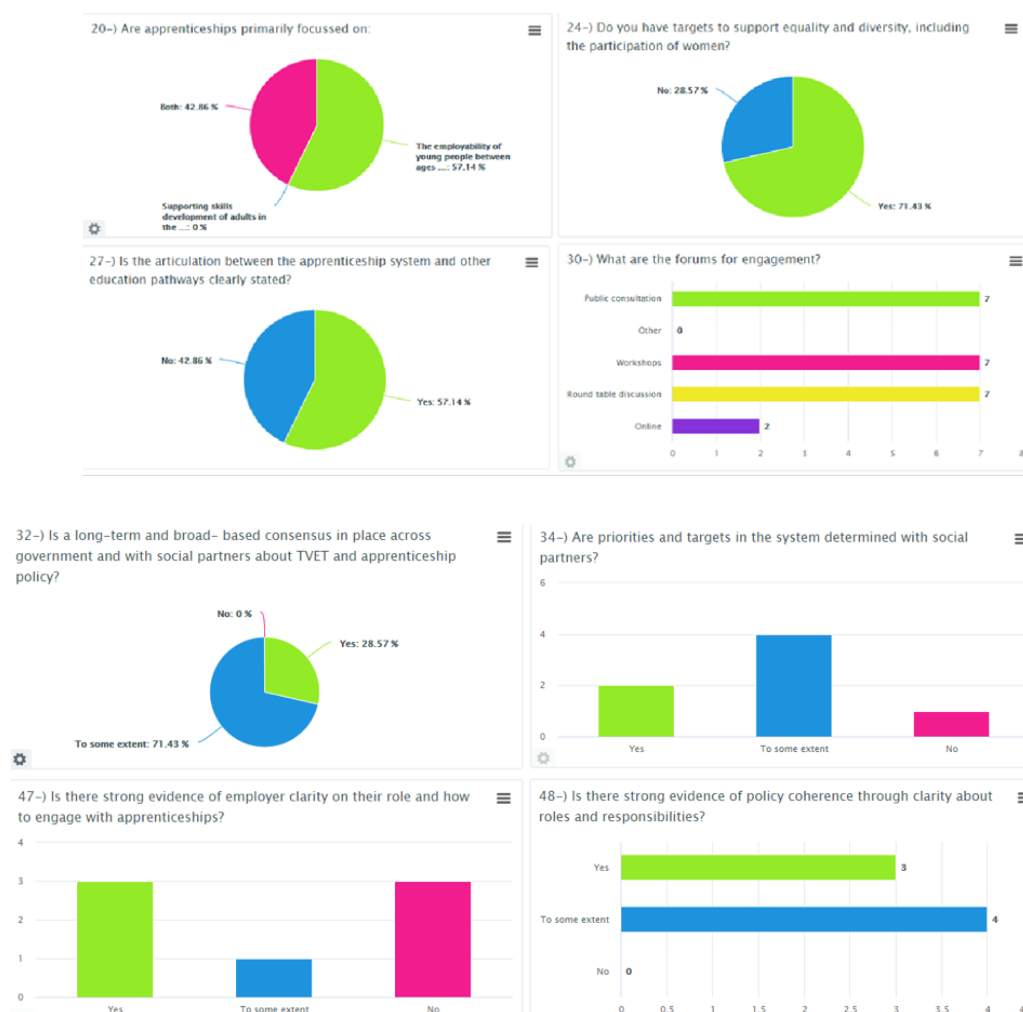 20-) Are apprenticeships primarily focussed on:
Both: 42.86 %
The employability of
young people between
ages ...: 57.14 %
Supporting skills
development of adults in
the ...: 0 %
24-) Do you have targets to support equality and diversity, including
the participation of women?
No: 28.57 %
Yes: 71.43 %
27-) Is the articulation between the apprenticeship system and other
education pathways clearly stated?
No: 42.86 %
Yes: 57.14 %
30-) What are the forums for engagement?
Public consultation 7
Other 0
Workshops 7
Round table discussion 7
Online 2
0 1 2 3 4 5 6 7 8
32-) Is a long-term and broad- based consensus in place across
government and with social partners about TVET and apprenticeship
policy?
No: 0 %
Yes: 28.57 %
To some extent: 71.43 %
34-) Are priorities and targets in the system determined with social
partners?
6
4
2
0
Yes To some extent No
47-) Is there strong evidence of employer clarity on their role and how
to engage with apprenticeships?
4
3
2
1
0
Yes To some extent No
48-) Is there strong evidence of policy coherence through clarity about
roles and responsibilities?
Yes 3
To some extent 4
No 0
0 0.5 1 1.5 2 2.5 3 3.5 4